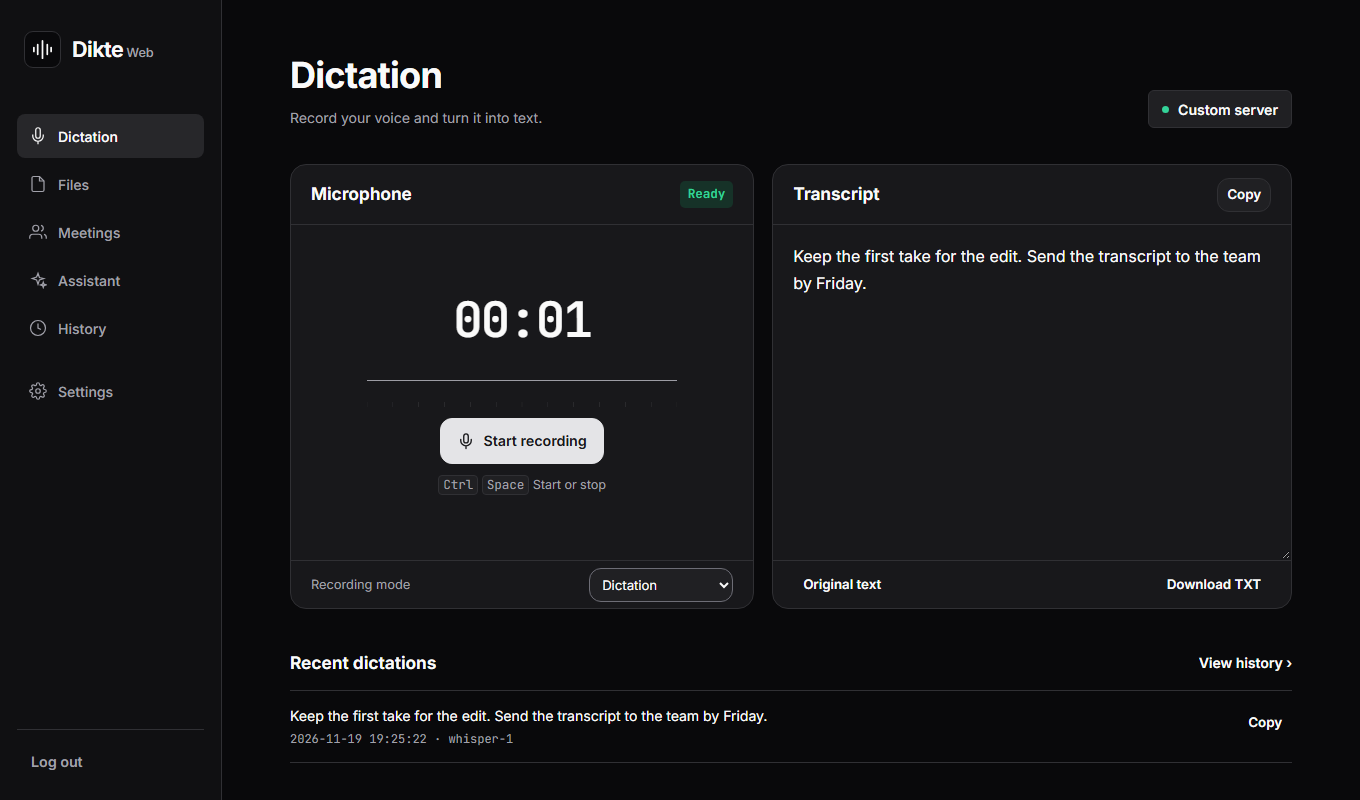 Dikte Web
Dictation
Files
Meetings
Assistant
History
Settings
Log out
Dictation
Record your voice and turn it into text.
Custom server
Microphone
Ready
00:01
Start recording
Ctrl Space Start or stop
Recording mode
Dictation
Transcript
Copy
Keep the first take for the edit. Send the transcript to the team
by Friday.
Original text
Download TXT
Recent dictations
View history ›
Keep the first take for the edit. Send the transcript to the team by Friday.
2026-11-19 19:25:22 · whisper-1
Copy